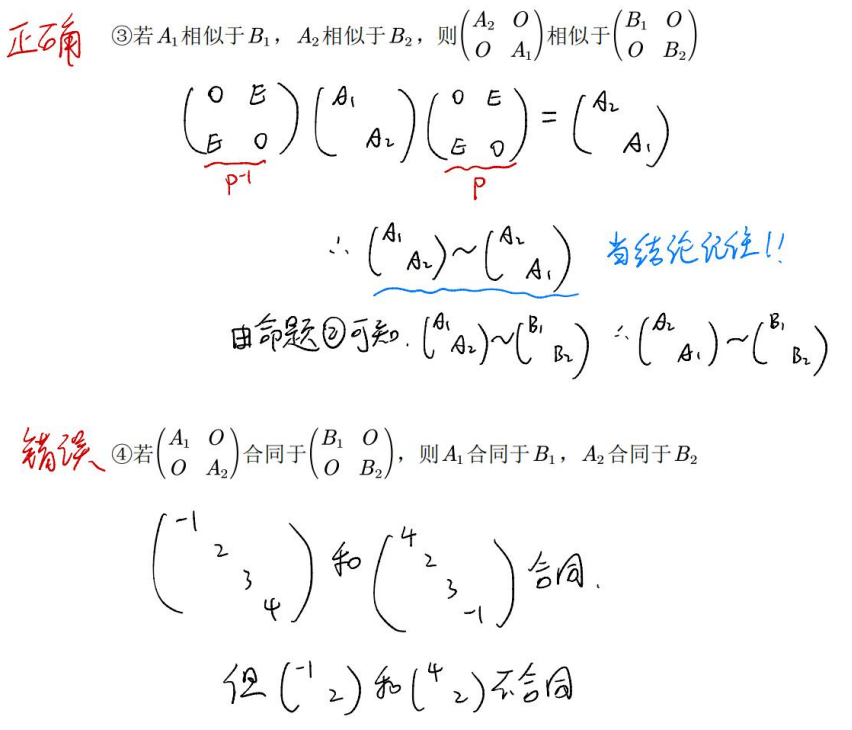 正确 ③若A₁相似于B₁，A₂相似于B₂，则(A₂ O; O A₁)相似于(B₁ O; O B₂)
(O E; E O)(A₁ A₂)(O E; E O)=(A₂ A₁)
P⁻¹ P
∴(A₁ A₂)~(A₂ A₁) 当结论记住!!
由命题②可知.(A₁ A₂)~(B₁ B₂) ∴(A₂ A₁)~(B₁ B₂)
错误 ④若(A₁ O; O A₂)合同于(B₁ O; O B₂)，则A₁合同于B₁，A₂合同于B₂
(-1 2 3 4)和(4 2 3 -1)合同.
但(-1 2)和(4 2)不合同